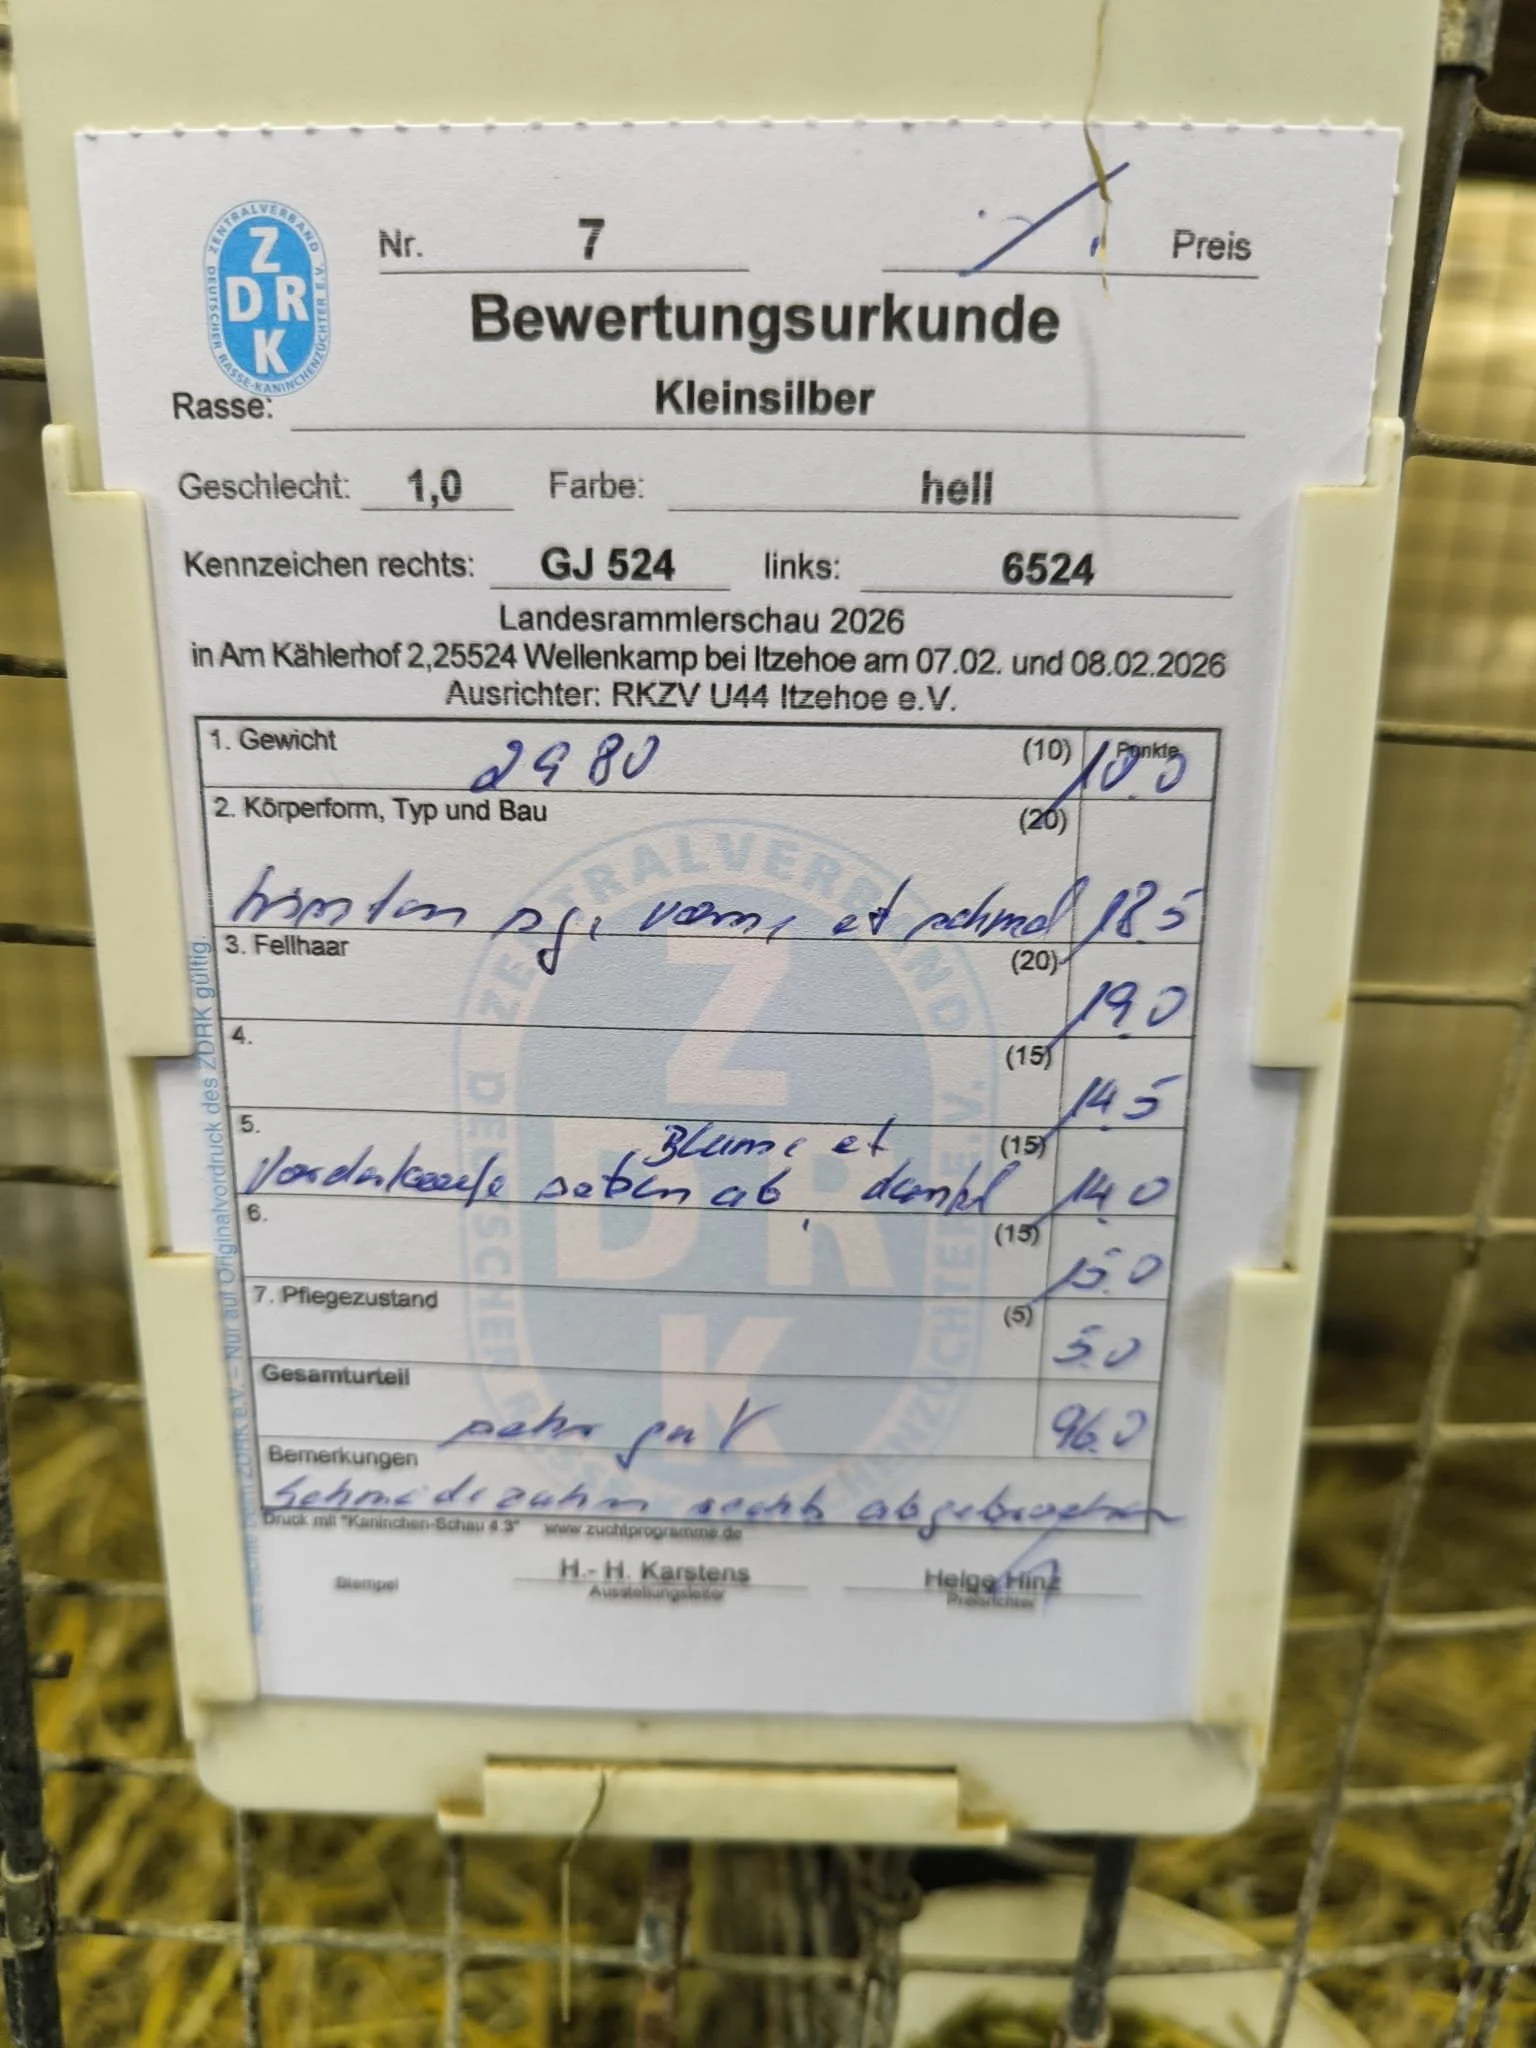 ZENTRALVERBAND DEUTSCHER RASSE-KANINCHENZÜCHTER E.V.
ZDRK
Nr. 7 Preis
Bewertungsurkunde
Rasse: Kleinsilber
Geschlecht: 1,0 Farbe: hell
Kennzeichen rechts: GJ 524 links: 6524
Landesrammlerschau 2026
in Am Kählerhof 2,25524 Wellenkamp bei Itzehoe am 07.02. und 08.02.2026
Ausrichter: RKZV U44 Itzehoe e.V.
1. Gewicht 2980 (10) Punkte 10.0
2. Körperform, Typ und Bau (20)
hinten sg, vorne et schmal 18.5
3. Fellhaar (20)
19.0
4. (15)
14.5
5. Blume et (15)
Vorderläufe setzen ab, dunkel 14.0
6. (15)
15.0
7. Pflegezustand (5)
5.0
Gesamturteil
sehr gut 96.0
Bemerkungen
Schneidezahn rechts abgebrochen
Druck mit "Kaninchen-Schau 4.3" www.zuchtprogramme.de
H.- H. Karstens Helge Hinz
Stempel Ausstellungsleiter Preisrichter
Nur auf Originalvordruck des ZDRK gültig.